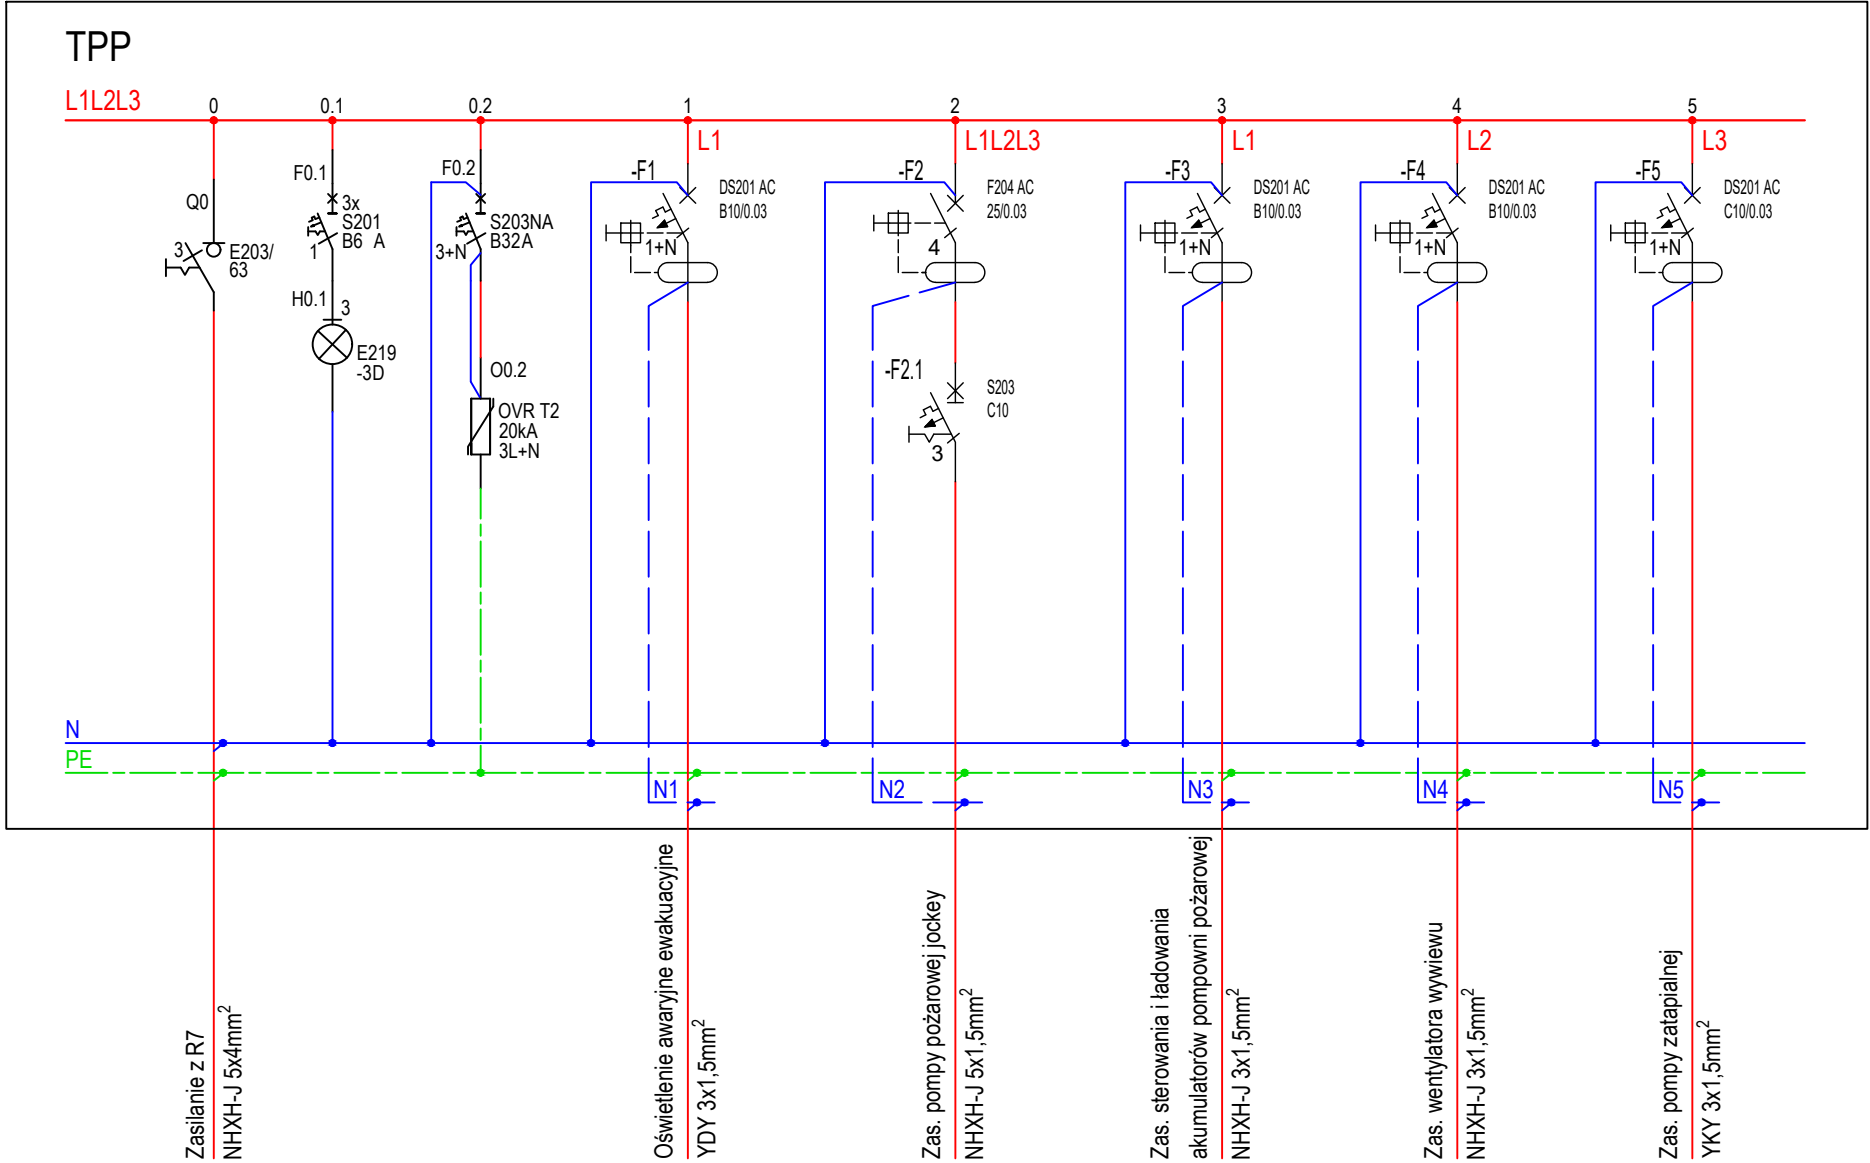 TPP
L1L2L3
0
0.1
0.2
1
2
3
4
5
L1
L1L2L3
L1
L2
L3
Q0
3
E203/
63
F0.1
3x
S201
B6 A
1
H0.1
3
E219
-3D
F0.2
S203NA
B32A
3+N
O0.2
OVR T2
20kA
3L+N
-F1
DS201 AC
B10/0.03
1+N
-F2
F204 AC
25/0.03
4
-F2.1
S203
C10
3
-F3
DS201 AC
B10/0.03
1+N
-F4
DS201 AC
B10/0.03
1+N
-F5
DS201 AC
C10/0.03
1+N
N
PE
N1
N2
N3
N4
N5
Zasilanie z R7
NHXH-J 5x4mm²
Oświetlenie awaryjne ewakuacyjne
YDY 3x1,5mm²
Zas. pompy pożarowej jockey
NHXH-J 5x1,5mm²
Zas. sterowania i ładowania
akumulatorów pompowni pożarowej
NHXH-J 3x1,5mm²
Zas. wentylatora wywiewu
NHXH-J 3x1,5mm²
Zas. pompy zatapialnej
YKY 3x1,5mm²